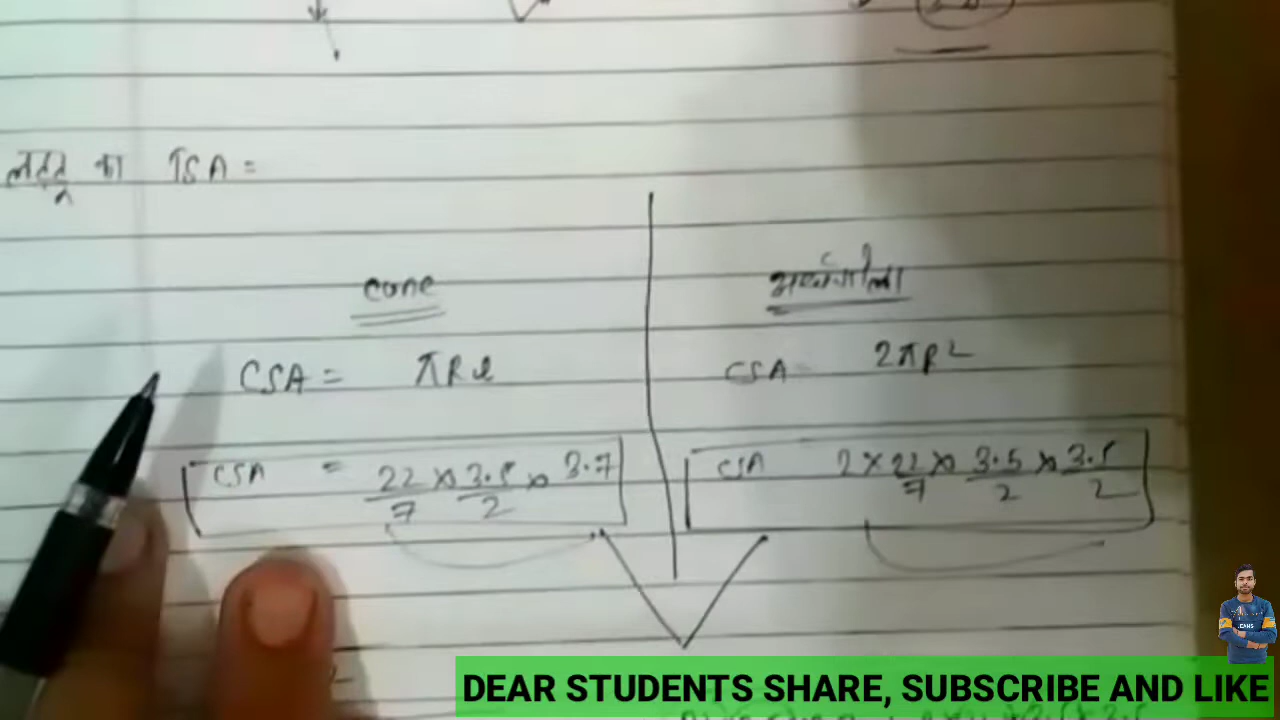 लट्टू का TSA =
cone
अर्धगोला
CSA = πRl
CSA = 2πR²
CSA = 22/7 × 3.5/2 × 3.7
CSA 2 × 22/7 × 3.5/2 × 3.5/2
DEAR STUDENTS SHARE, SUBSCRIBE AND LIKE